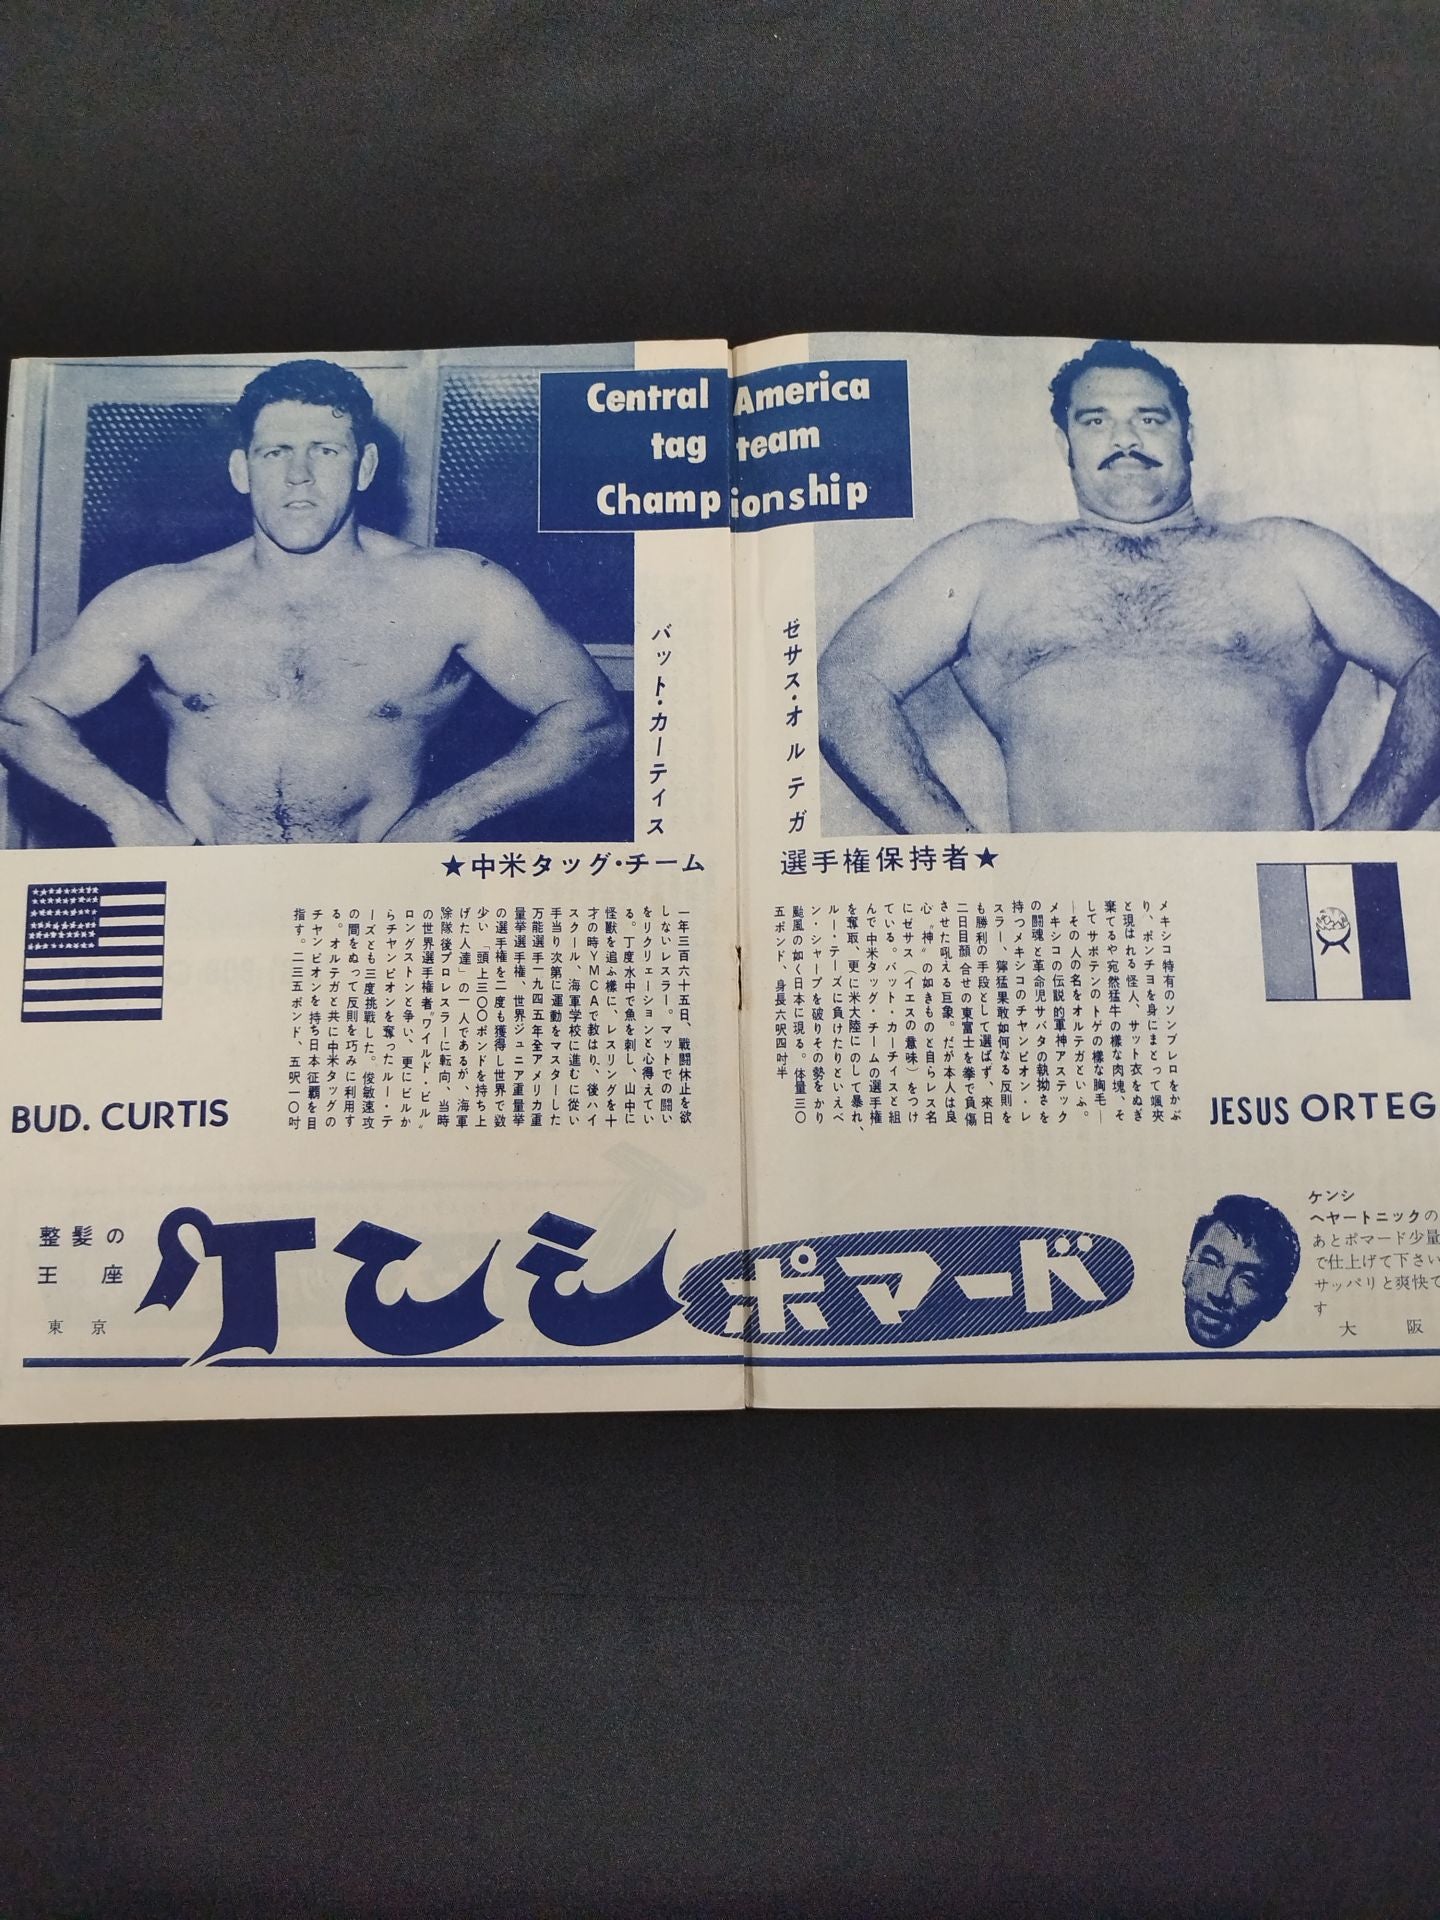 Central America
tag team
Championship
バット・カーティス
ゼサス・オルテガ
★中米タッグ・チーム
選手権保持者★
メキシコ特有のソンブレロをかぶ
り、ポンチョを身にまとって颯爽
と現はれる怪人、サット衣をぬぎ
棄てるや宛然猛牛の様な肉塊、そ
してサボテンのトゲの様な胸毛―
―その人の名をオルテガといふ。
メキシコの伝説的軍神アステック
の闘魂と革命児サバタの執拗さを
持つメキシコのチャンピオン・レ
スラー、獰猛果敢如何なる反則を
も勝利の手段として選ばず、来日
二日目顔合せの東富士を拳で負傷
させた吼える巨象。だが本人は良
心〝神〟の如きものと自らレス名
にゼサス（イエスの意味）をつけ
ている。バット・カーチィスと組
んで中米タッグ・チームの選手権
を奪取、更に米大陸にのして暴れ、
ルー・テーズに負けたりといえべ
ン・シャープを破りその勢をかり
颱風の如く日本に現る。体量三〇
五ポンド、身長六呎四吋半
一年三百六十五日、戦闘休止を欲
しないレスラー。マットでの闘い
をリクリェーションと心得えてい
る。丁度水中で魚を刺し、山中に
怪獣を追ふ様に、レスリングを十
才の時YMCAで教はり、後ハイ
スクール、海軍学校に進むに従い
手当り次第に運動をマスターした
万能選手一九四五年全アメリカ重
量挙選手権、世界ジュニア重量挙
の選手権を二度も獲得し世界で数
少い「頭上三〇〇ポンドを持ち上
げた人達」の一人であるが、海軍
除隊後プロレスラーに転向、当時
の世界選手権者〝ワイルド・ビル〟
ロングストンと争い、更にビルか
らチャンピオンを奪ったルー・テ
ーズとも三度挑戦した。俊敏速攻
の間をぬって反則を巧みに利用す
る。オルテガと共に中米タッグの
チャンピオンを持ち日本征覇を目
指す。二三五ポンド、五呎一〇吋
BUD. CURTIS
JESUS ORTEG
整髪の
王座
東京
ケンシ
ポマード
ケンシ
ヘヤートニックの
あとポマード少量
で仕上げて下さい
サッパリと爽快で
す
大阪